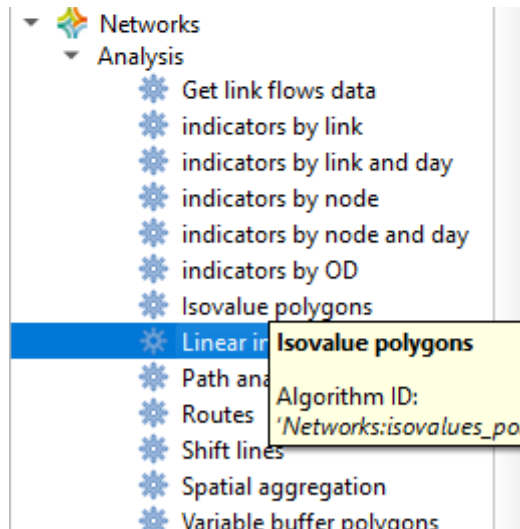 Networks
Analysis
Get link flows data
indicators by link
indicators by link and day
indicators by node
indicators by node and day
indicators by OD
Isovalue polygons
Linear
Isovalue polygons
Path
Algorithm ID:
Routes
'Networks:isovalues_po
Shift lines
Spatial aggregation
Variable buffer polygons